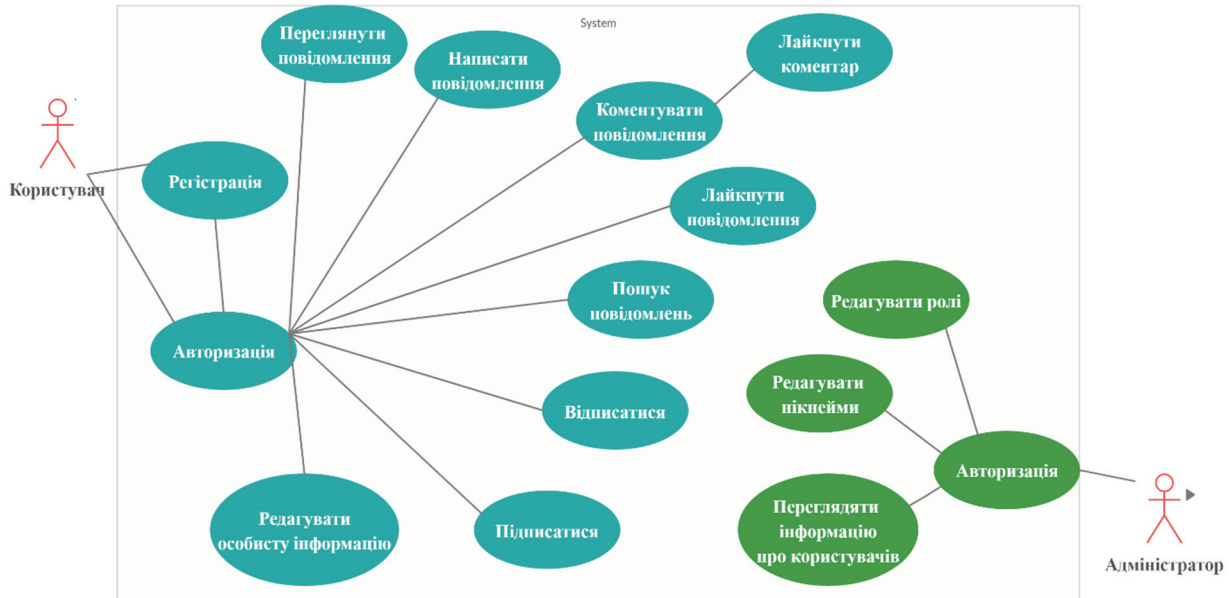 System
Переглянути
повідомлення
Написати
повідомлення
Лайкнути
коментар
Коментувати
повідомлення
Користувач
Регістрація
Лайкнути
повідомлення
Пошук
повідомлень
Редагувати ролі
Авторизація
Редагувати
нікнейми
Відписатися
Авторизація
Редагувати
особисту інформацію
Підписатися
Переглядяти
інформацію
про користувачів
Адміністратор